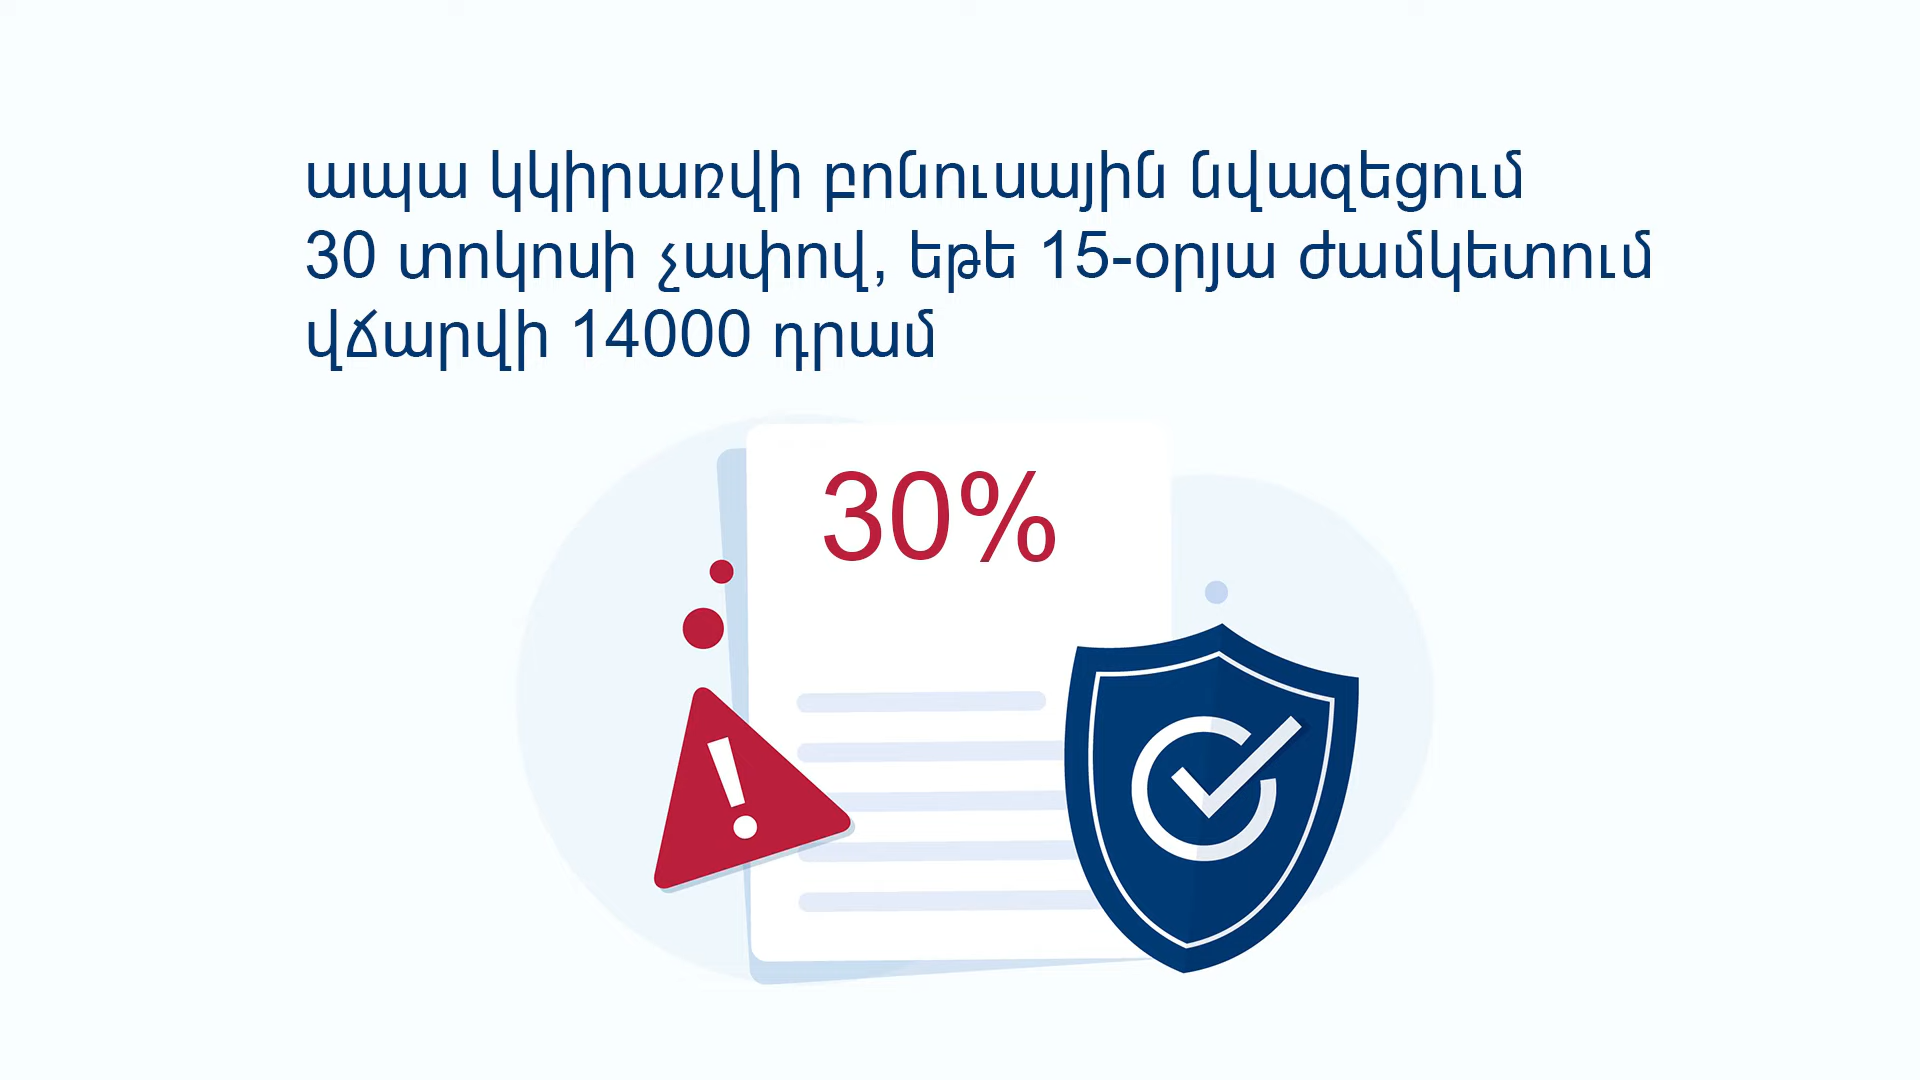 ապա կկիրառվի բոնուսային նվազեցում
30 տոկոսի չափով, եթե 15-օրյա ժամկետում
վճարվի 14000 դրամ
30%